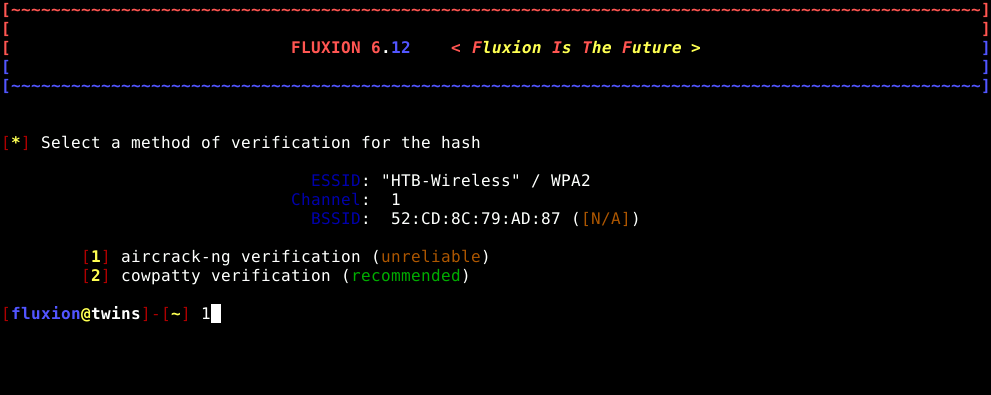 [~~~~~~~~~~~~~~~~~~~~~~~~~~~~~~~~~~~~~~~~~~~~~~~~~~~~~~~~~~~~~~~~~~~~~~~~~~~~~~~~~~~~~~~~~~~~~~~~~]
[ ]
[ FLUXION 6.12 < Fluxion Is The Future > ]
[ ]
[~~~~~~~~~~~~~~~~~~~~~~~~~~~~~~~~~~~~~~~~~~~~~~~~~~~~~~~~~~~~~~~~~~~~~~~~~~~~~~~~~~~~~~~~~~~~~~~~~]
[*] Select a method of verification for the hash
ESSID: "HTB-Wireless" / WPA2
Channel: 1
BSSID: 52:CD:8C:79:AD:87 ([N/A])
[1] aircrack-ng verification (unreliable)
[2] cowpatty verification (recommended)
[fluxion@twins]-[~] 1